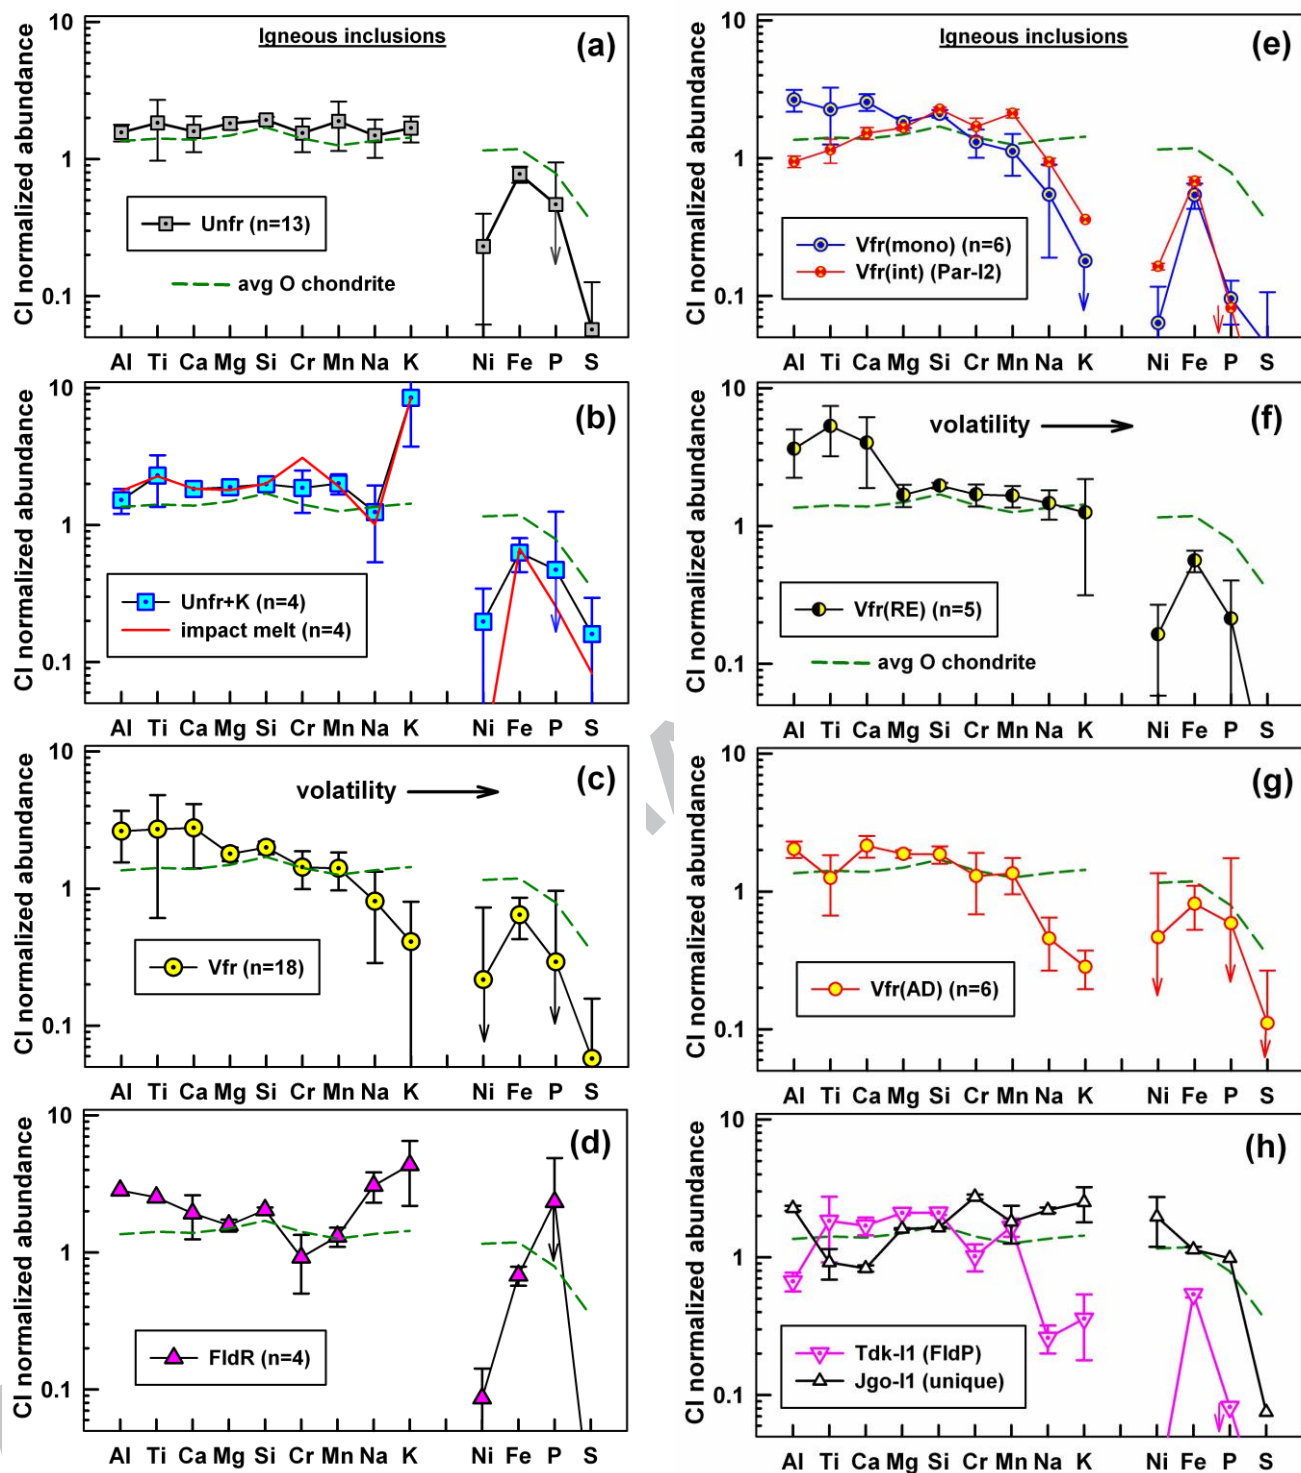 Igneous inclusions
(a)
CI normalized abundance
10
1
0.1
Unfr (n=13)
avg O chondrite
Al Ti Ca Mg Si Cr Mn Na K Ni Fe P S
(b)
CI normalized abundance
10
1
0.1
Unfr+K (n=4)
impact melt (n=4)
Al Ti Ca Mg Si Cr Mn Na K Ni Fe P S
(c)
CI normalized abundance
10
1
0.1
volatility
Vfr (n=18)
Al Ti Ca Mg Si Cr Mn Na K Ni Fe P S
(d)
CI normalized abundance
10
1
0.1
FldR (n=4)
Al Ti Ca Mg Si Cr Mn Na K Ni Fe P S
Igneous inclusions
(e)
CI normalized abundance
10
1
0.1
Vfr(mono) (n=6)
Vfr(int) (Par-I2)
Al Ti Ca Mg Si Cr Mn Na K Ni Fe P S
(f)
CI normalized abundance
10
1
0.1
volatility
Vfr(RE) (n=5)
avg O chondrite
Al Ti Ca Mg Si Cr Mn Na K Ni Fe P S
(g)
CI normalized abundance
10
1
0.1
Vfr(AD) (n=6)
Al Ti Ca Mg Si Cr Mn Na K Ni Fe P S
(h)
CI normalized abundance
10
1
0.1
Tdk-I1 (FldP)
Jgo-I1 (unique)
Al Ti Ca Mg Si Cr Mn Na K Ni Fe P S